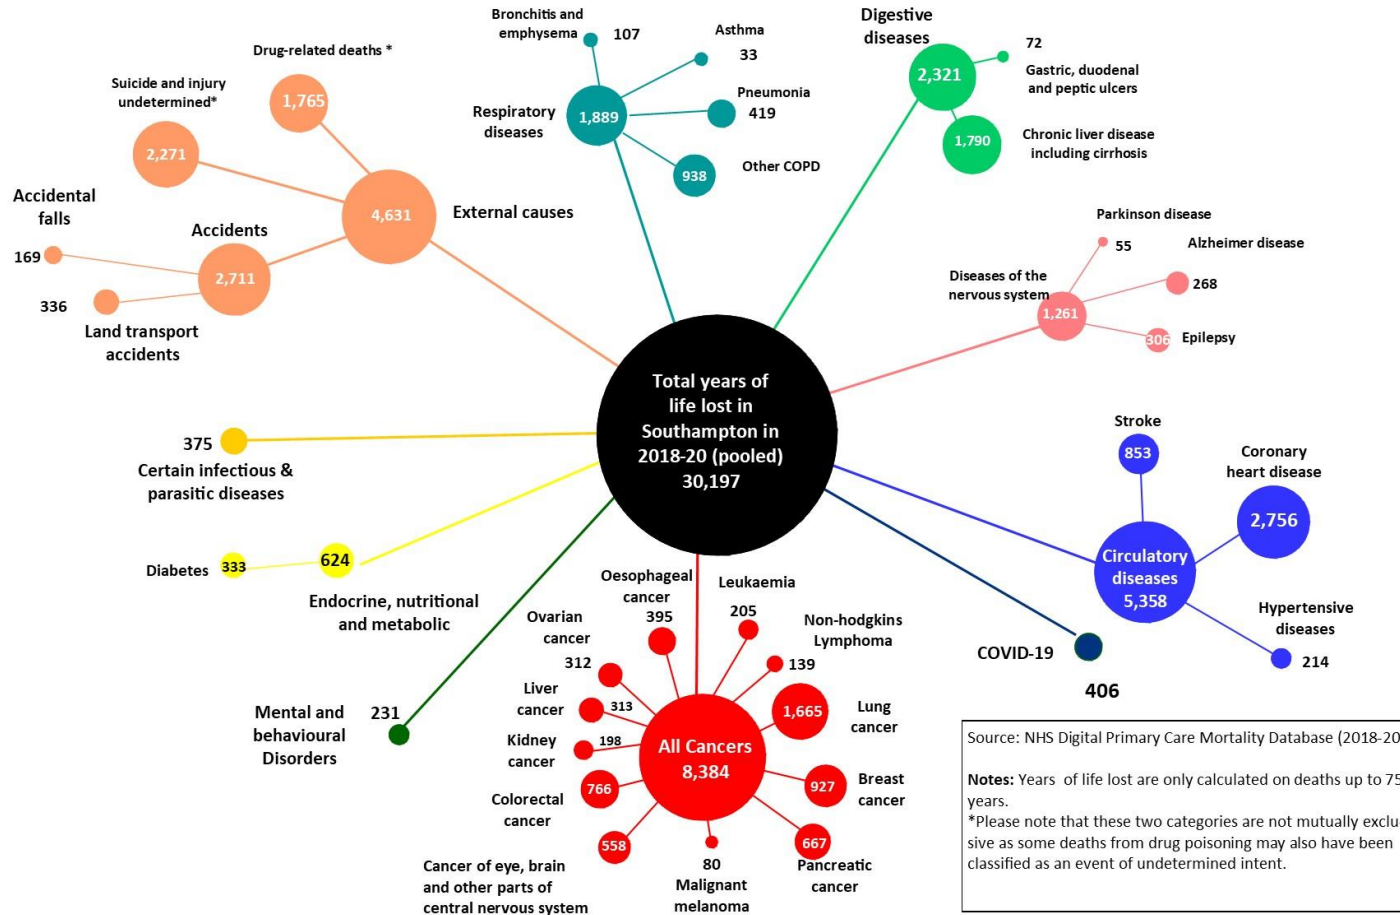 Total years of
life lost in
Southampton in
2018-20 (pooled)
30,197
Drug-related deaths *
1,765
Suicide and injury
undetermined*
2,271
Accidental
falls
169
Accidents
2,711
336
Land transport
accidents
4,631
External causes
Bronchitis and
emphysema
107
Asthma
33
Pneumonia
419
Respiratory
diseases
1,889
Other COPD
938
Digestive
diseases
2,321
72
Gastric, duodenal
and peptic ulcers
1,790
Chronic liver disease
including cirrhosis
Parkinson disease
55
Alzheimer disease
268
Diseases of the
nervous system
1,261
306
Epilepsy
Stroke
853
Coronary
heart disease
2,756
Circulatory
diseases
5,358
Hypertensive
diseases
214
COVID-19
406
375
Certain infectious &
parasitic diseases
Diabetes
333
624
Endocrine, nutritional
and metabolic
231
Mental and
behavioural
Disorders
All Cancers
8,384
Oesophageal
cancer
395
Leukaemia
205
Non-hodgkins
Lymphoma
139
Ovarian
cancer
312
Liver
cancer
313
Kidney
cancer
198
766
Colorectal
cancer
558
Cancer of eye, brain
and other parts of
central nervous system
80
Malignant
melanoma
667
Pancreatic
cancer
927
Breast
cancer
1,665
Lung
cancer
Source: NHS Digital Primary Care Mortality Database (2018-20
Notes: Years of life lost are only calculated on deaths up to 75
years.
*Please note that these two categories are not mutually exclu
sive as some deaths from drug poisoning may also have been
classified as an event of undetermined intent.